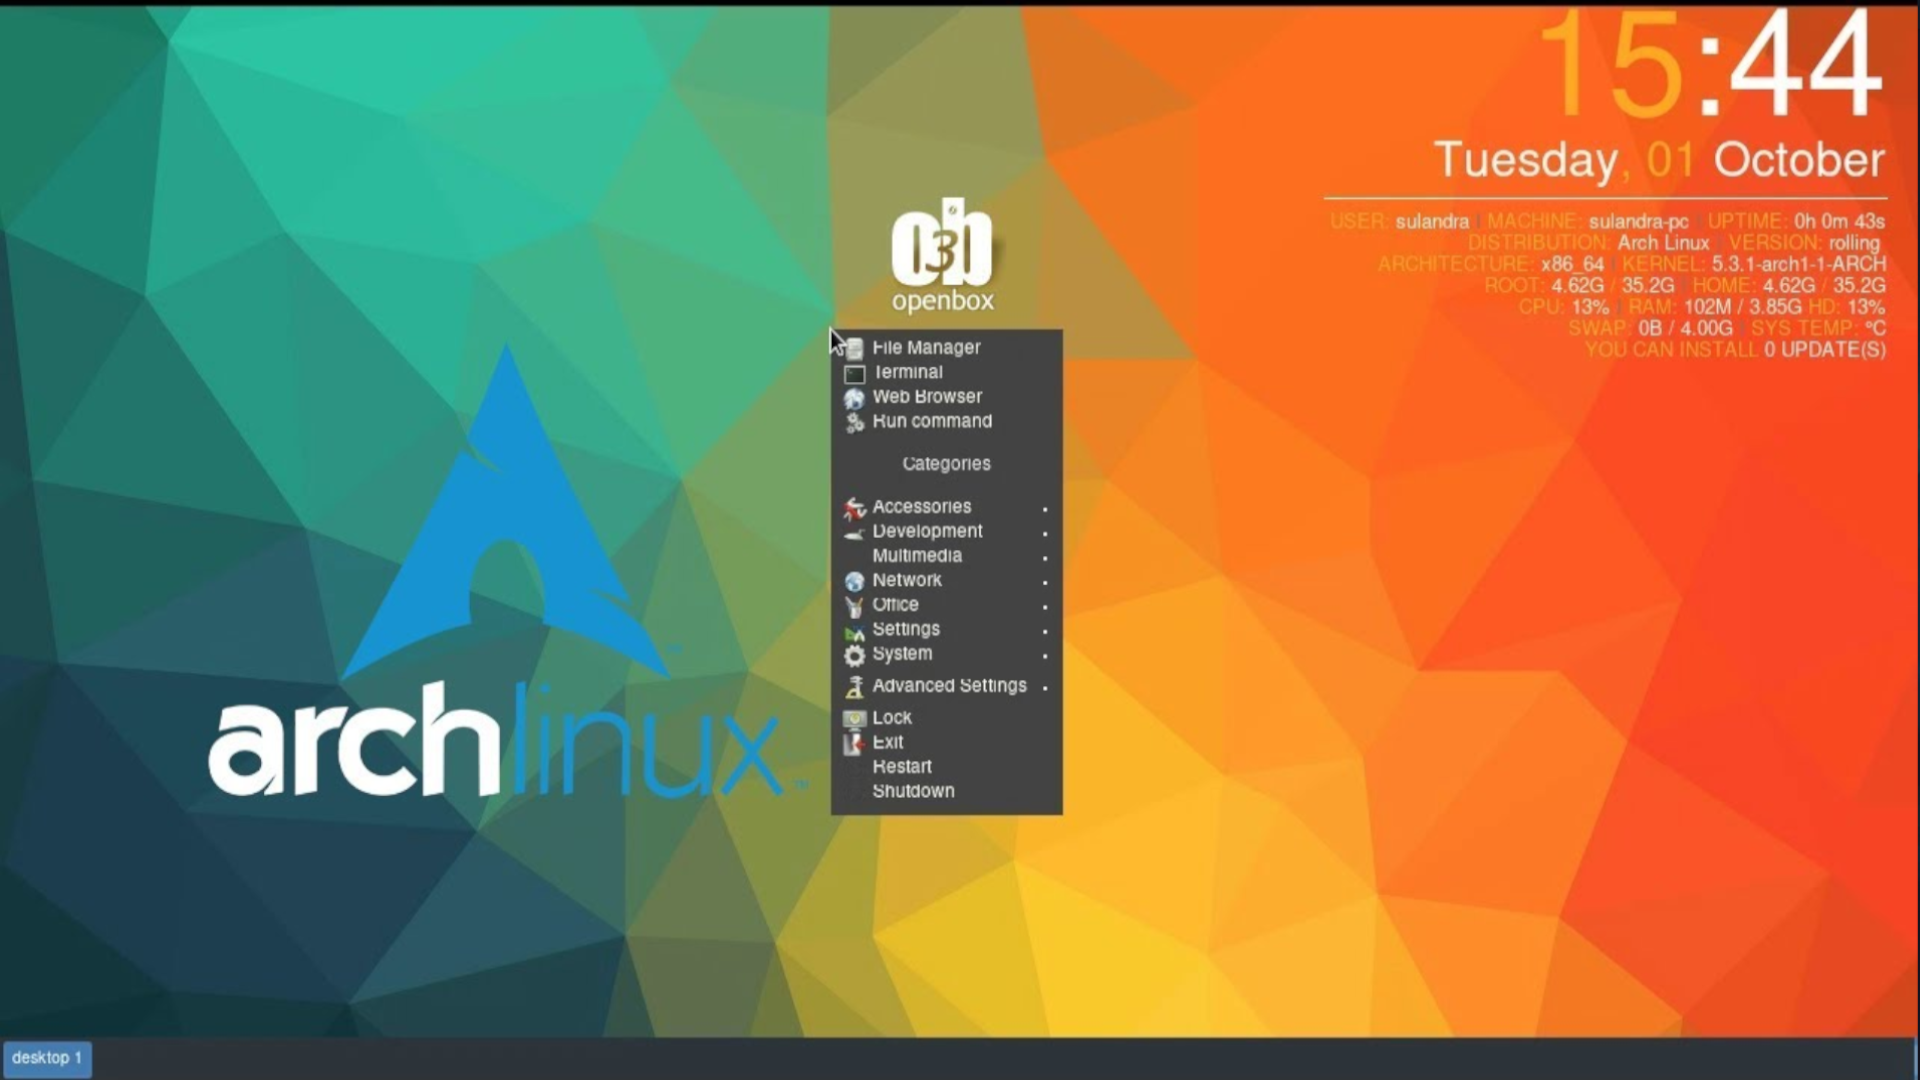 15:44
Tuesday, 01 October
USER: sulandra | MACHINE: sulandra-pc | UPTIME: 0h 0m 43s
DISTRIBUTION: Arch Linux | VERSION: rolling
ARCHITECTURE: x86_64 | KERNEL: 5.3.1-arch1-1-ARCH
ROOT: 4.62G / 35.2G | HOME: 4.62G / 35.2G
CPU: 13% | RAM: 102M / 3.85G HD: 13%
SWAP: 0B / 4.00G | SYS TEMP: °C
YOU CAN INSTALL 0 UPDATE(S)
openbox
File Manager
Terminal
Web Browser
Run command
Categories
Accessories
Development
Multimedia
Network
Office
Settings
System
Advanced Settings
Lock
Exit
Restart
Shutdown
archlinux™
desktop 1